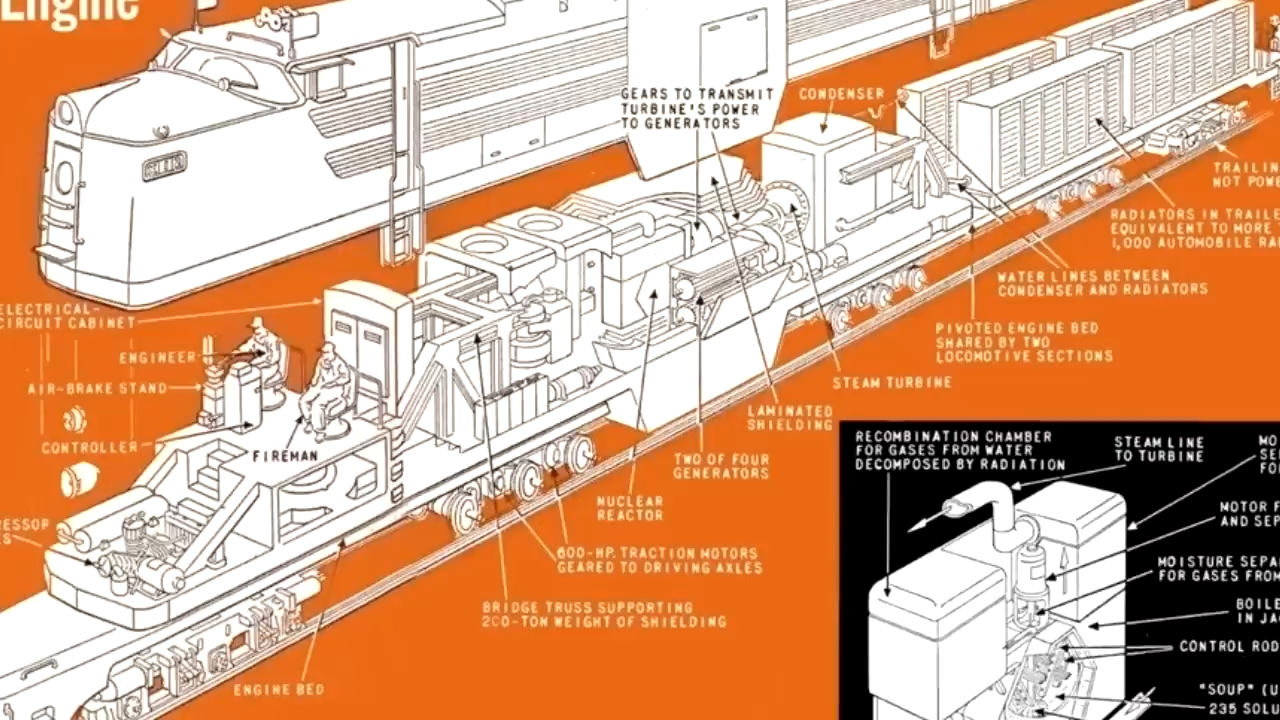 Engine
GEARS TO TRANSMIT
TURBINE'S POWER
TO GENERATORS
CONDENSER
NOT POW
RADIATORS IN TRAILE
EQUIVALENT TO MORE
1,000 AUTOMOBILE RA
WATER LINES BETWEEN
CONDENSER AND RADIATORS
PIVOTED ENGINE BED
SHARED BY TWO
LOCOMOTIVE SECTIONS
STEAM TURBINE
LAMINATED
SHIELDING
TWO OF FOUR
GENERATORS
NUCLEAR
REACTOR
600-HP. TRACTION MOTORS
GEARED TO DRIVING AXLES
BRIDGE TRUSS SUPPORTING
200-TON WEIGHT OF SHIELDING
ENGINE BED
ELECTRICAL-
CIRCUIT CABINET
ENGINEER
AIR-BRAKE STAND
CONTROLLER
FIREMAN
RECOMBINATION CHAMBER
FOR GASES FROM WATER
DECOMPOSED BY RADIATION
STEAM LINE
TO TURBINE
MO
SE
FO
MOTOR F
AND SEP
MOISTURE SEPA
FOR GASES FROM
BOILE
IN JA
CONTROL ROD
"SOUP" (U
235 SOLU